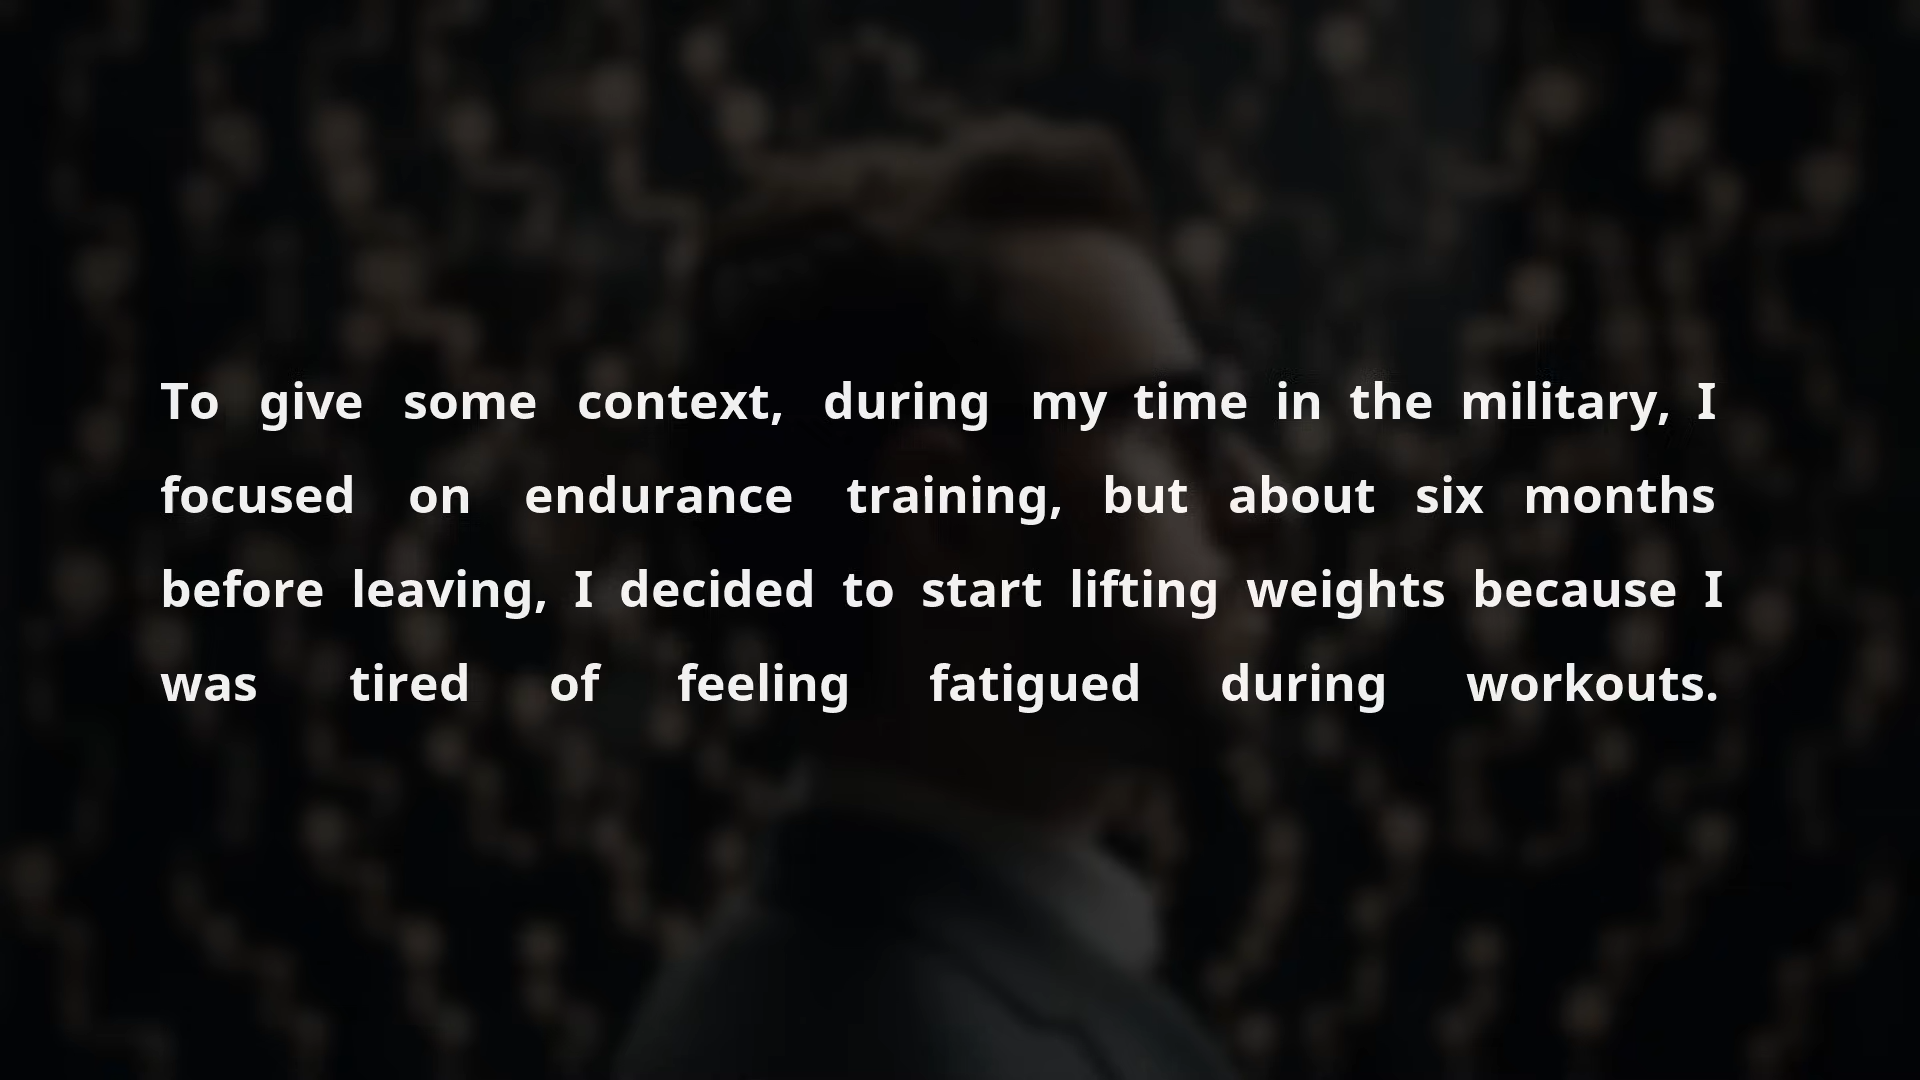 To give some context, during my time in the military, I
focused on endurance training, but about six months
before leaving, I decided to start lifting weights because I
was tired of feeling fatigued during workouts.